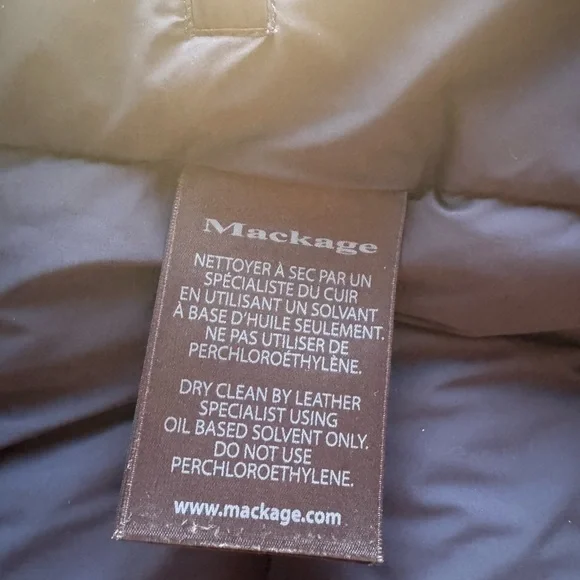 Mackage
NETTOYER À SEC PAR UN
SPÉCIALISTE DU CUIR
EN UTILISANT UN SOLVANT
À BASE D'HUILE SEULEMENT.
NE PAS UTILISER DE
PERCHLOROÉTHYLÈNE.
DRY CLEAN BY LEATHER
SPECIALIST USING
OIL BASED SOLVENT ONLY.
DO NOT USE
PERCHLOROETHYLENE.
www.mackage.com